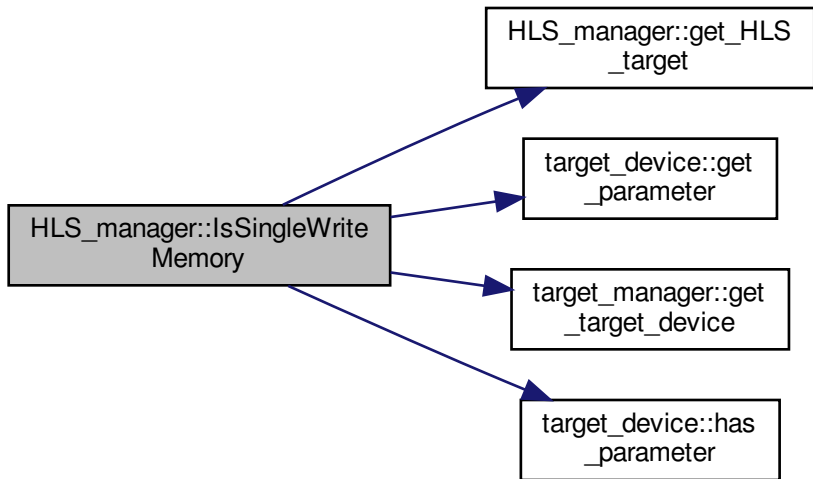 HLS_manager::get_HLS
_target
target_device::get
_parameter
HLS_manager::IsSingleWrite
Memory
target_manager::get
_target_device
target_device::has
_parameter